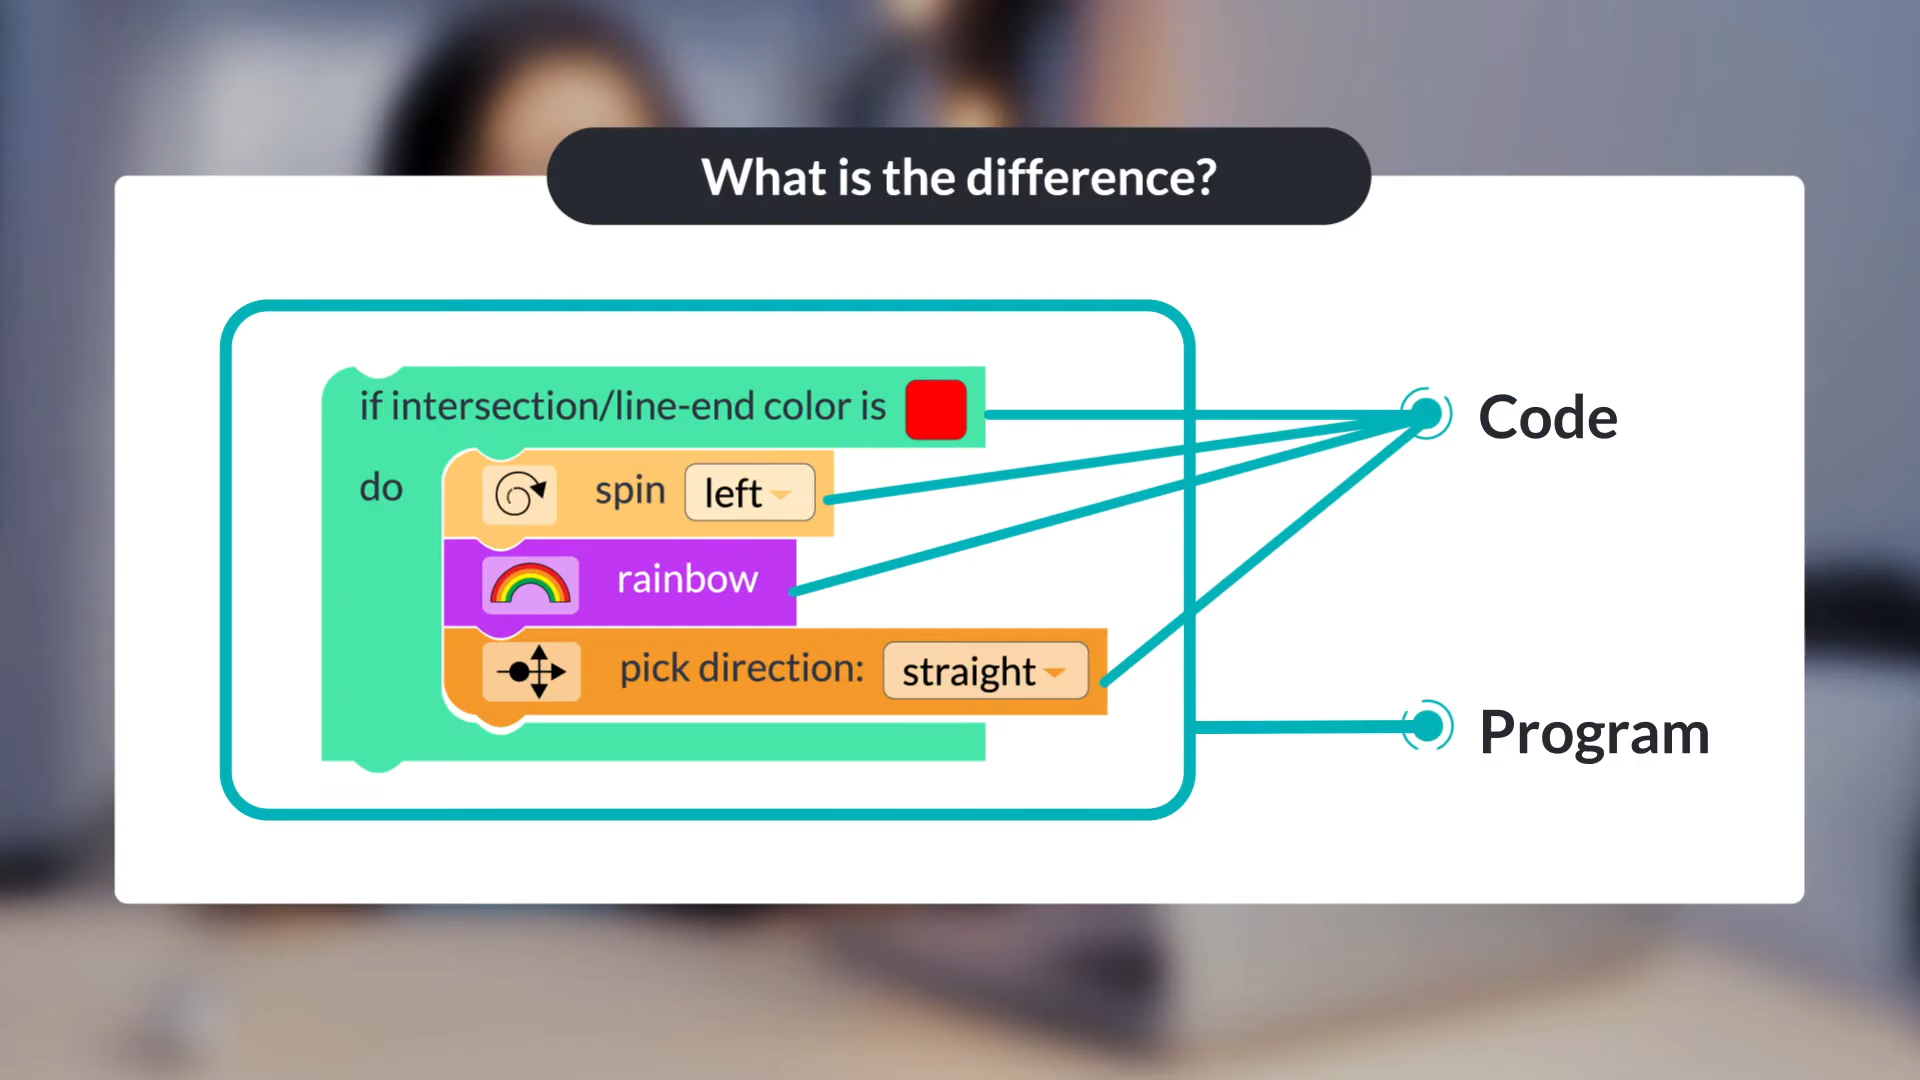 What is the difference?
if intersection/line-end color is
do
spin left
rainbow
pick direction: straight
Code
Program